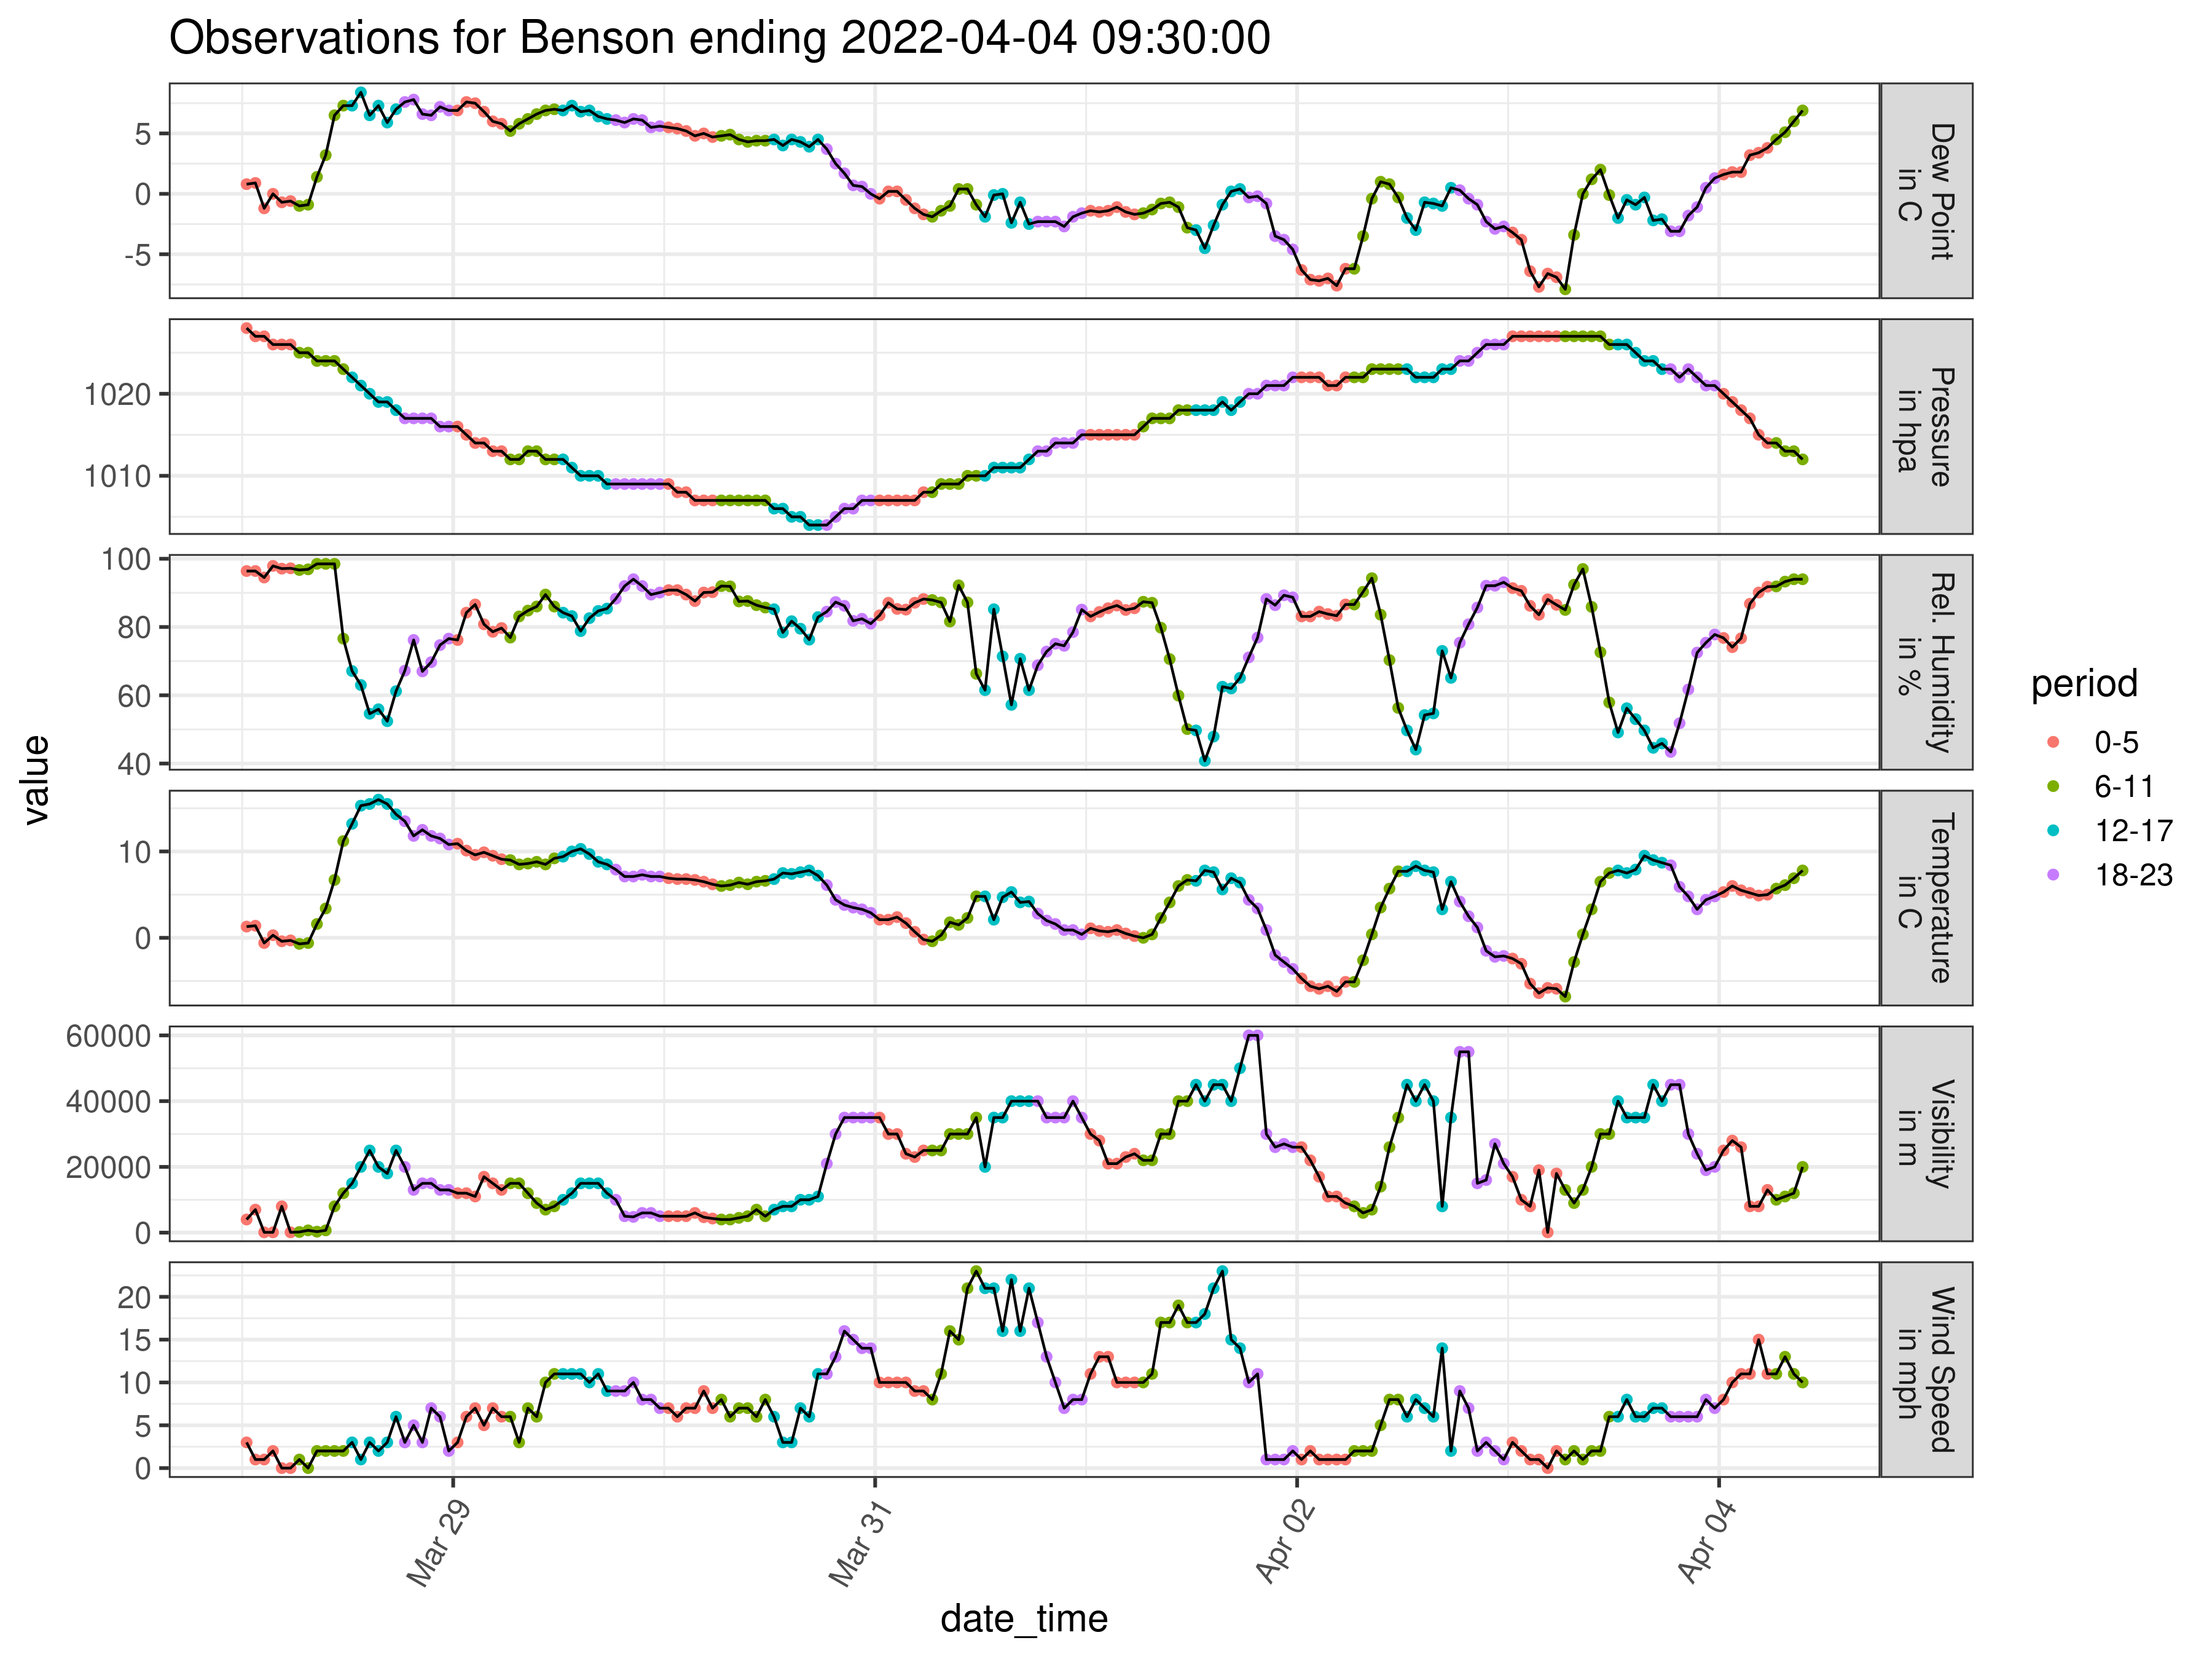 Observations for Benson ending 2022-04-04 09:30:00
value
5
0
-5
Dew Point
in C
1020
1010
Pressure
in hpa
100
80
60
40
Rel. Humidity
in %
10
0
Temperature
in C
60000
40000
20000
0
Visibility
in m
20
15
10
5
0
Wind Speed
in mph
Mar 29
Mar 31
Apr 02
Apr 04
date_time
period
0-5
6-11
12-17
18-23